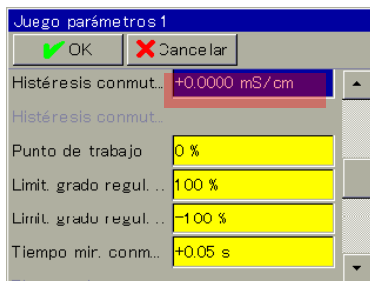 Juego parámetros 1
OK Cancelar
Histéresis conmut... +0.0000 mS/cm
Histéresis conmut...
Punto de trabajo 0 %
Limit. grado regul. .. 100 %
Limit. grado regul. .. -100 %
Tiempo mir. conm... +0.05 s